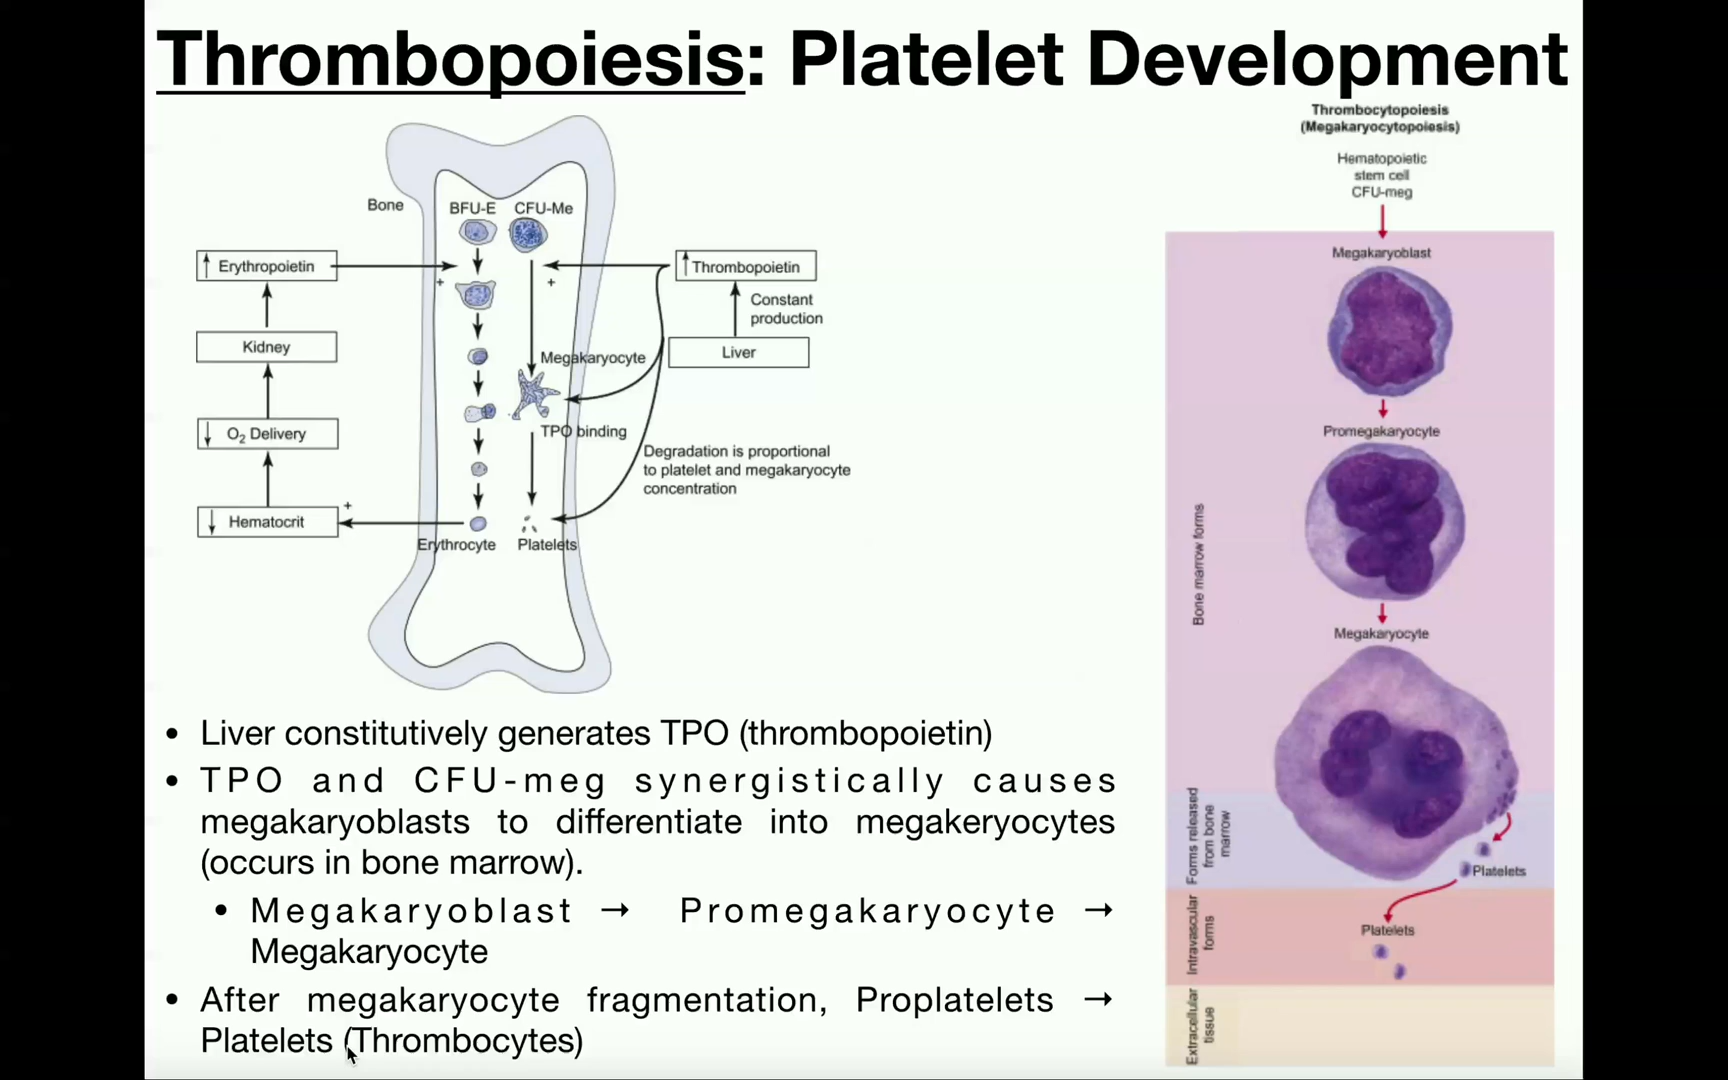 Thrombopoiesis: Platelet Development
Bone
BFU-E
CFU-Me
↑ Erythropoietin
+
Kidney
↓ O2 Delivery
↓ Hematocrit
+
Erythrocyte
Platelets
↑ Thrombopoietin
+
Constant
production
Liver
Megakaryocyte
TPO binding
Degradation is proportional
to platelet and megakaryocyte
concentration
Thrombocytopoiesis
(Megakaryocytopoiesis)
Hematopoietic
stem cell
CFU-meg
Megakaryoblast
Promegakaryocyte
Megakaryocyte
Platelets
Platelets
Bone marrow forms
Forms released
from bone
marrow
Intravascular
forms
Extracellular
tissue
• Liver constitutively generates TPO (thrombopoietin)
• TPO and CFU-meg synergistically causes
megakaryoblasts to differentiate into megakeryocytes
(occurs in bone marrow).
• Megakaryoblast → Promegakaryocyte →
Megakaryocyte
• After megakaryocyte fragmentation, Proplatelets →
Platelets (Thrombocytes)